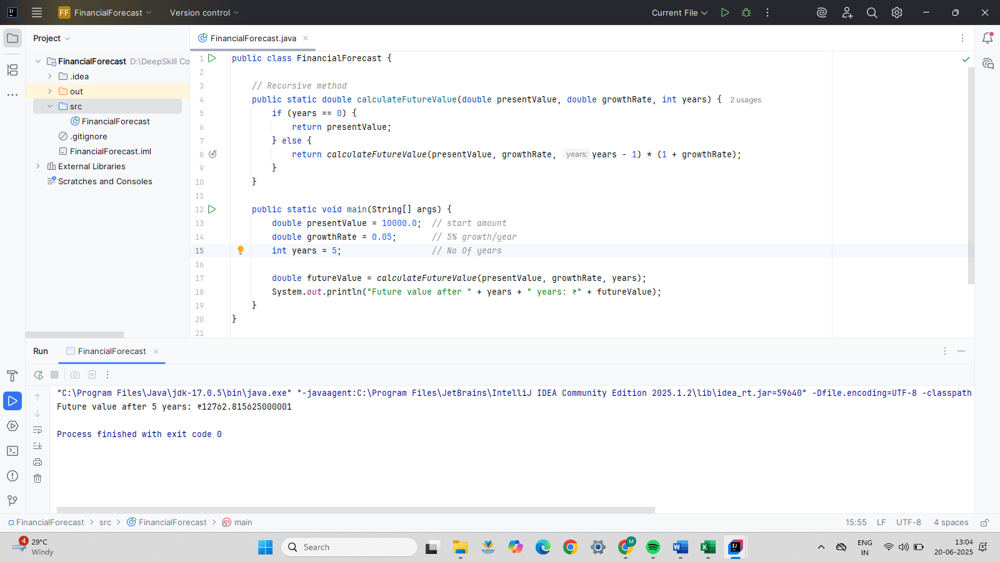 FF FinancialForecast Version control Current File
Project
FinancialForecast.java
FinancialForecast D:\DeepSkill Co
.idea
out
src
FinancialForecast
.gitignore
FinancialForecast.iml
External Libraries
Scratches and Consoles
1 public class FinancialForecast {
2
3 // Recursive method
4 public static double calculateFutureValue(double presentValue, double growthRate, int years) { 2 usages
5 if (years == 0) {
6 return presentValue;
7 } else {
8 return calculateFutureValue(presentValue, growthRate, years: years - 1) * (1 + growthRate);
9 }
10 }
11
12 public static void main(String[] args) {
13 double presentValue = 10000.0; // start amount
14 double growthRate = 0.05; // 5% growth/year
15 int years = 5; // No Of years
16
17 double futureValue = calculateFutureValue(presentValue, growthRate, years);
18 System.out.println("Future value after " + years + " years: ₹" + futureValue);
19 }
20 }
21
Run FinancialForecast
"C:\Program Files\Java\jdk-17.0.5\bin\java.exe" "-javaagent:C:\Program Files\JetBrains\IntelliJ IDEA Community Edition 2025.1.2\lib\idea_rt.jar=59640" -Dfile.encoding=UTF-8 -classpath
Future value after 5 years: ₹12762.815625000001
Process finished with exit code 0
FinancialForecast > src > FinancialForecast > main 15:55 LF UTF-8 4 spaces
4 29°C
Windy
Search
M
ENG
IN
13:04
20-06-2025